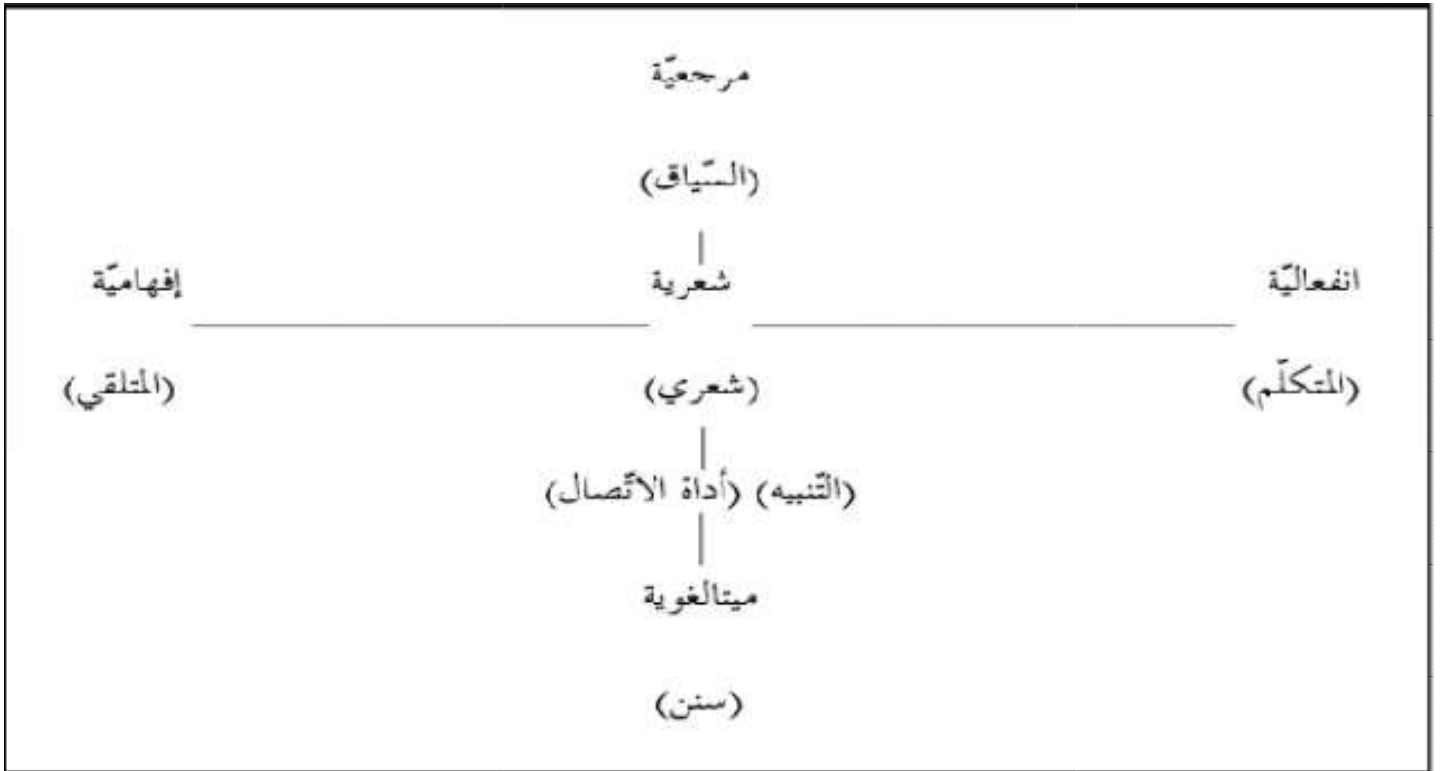 مرجعيّة
(السّياق)
انفعاليّة شعرية إفهاميّة
(المتكلّم) (شعري) (المتلقي)
(التّنبيه) (أداة الاتّصال)
ميتالغوية
(سنن)